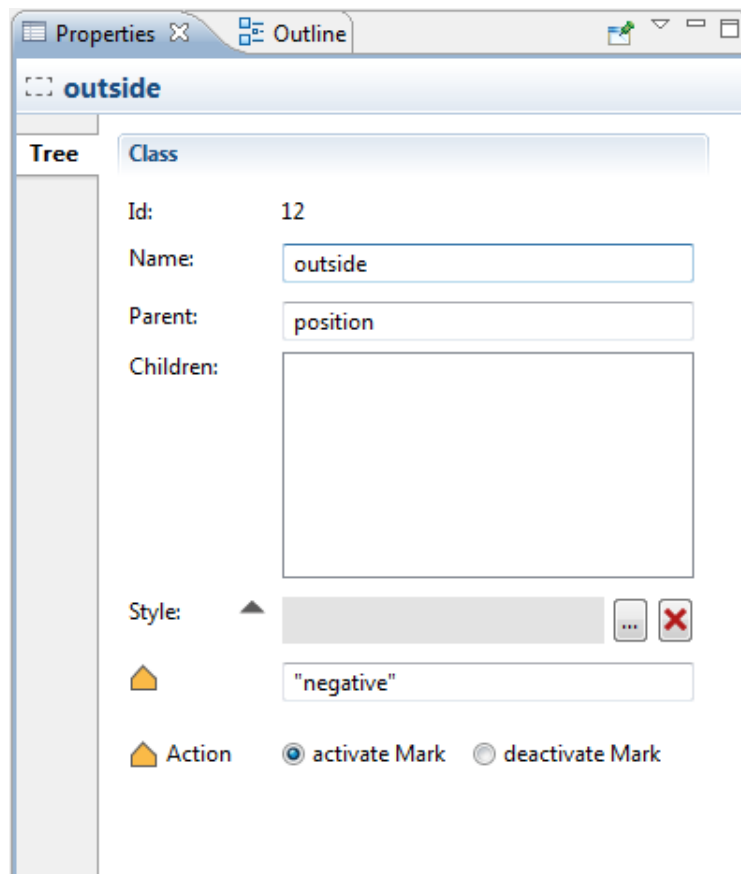 Properties Outline
outside
Tree Class
Id: 12
Name: outside
Parent: position
Children:
Style: ...
"negative"
Action activate Mark deactivate Mark